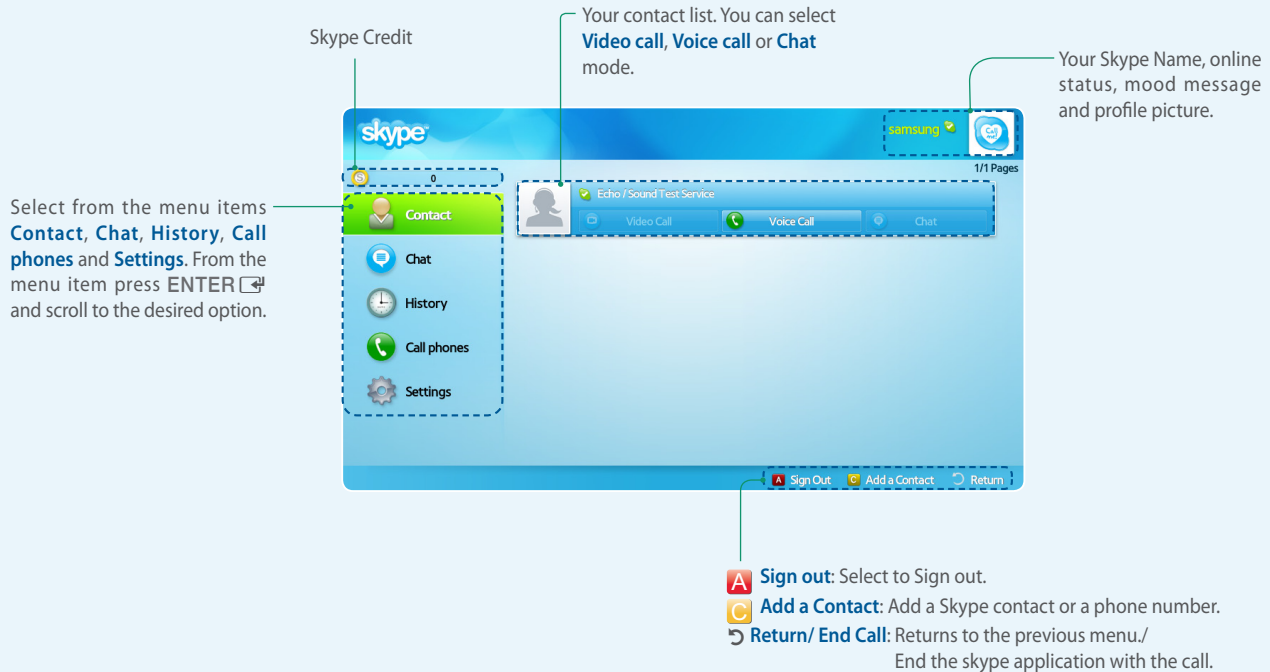 Skype Credit
Your contact list. You can select
Video call, Voice call or Chat
mode.
Your Skype Name, online
status, mood message
and profile picture.
Select from the menu items
Contact, Chat, History, Call
phones and Settings. From the
menu item press ENTER
and scroll to the desired option.
skype
samsung
Call me!
1/1 Pages
S 0
Contact
Chat
History
Call phones
Settings
Echo / Sound Test Service
Video Call Voice Call Chat
A Sign Out C Add a Contact Return
A Sign out: Select to Sign out.
C Add a Contact: Add a Skype contact or a phone number.
Return/ End Call: Returns to the previous menu./
End the skype application with the call.